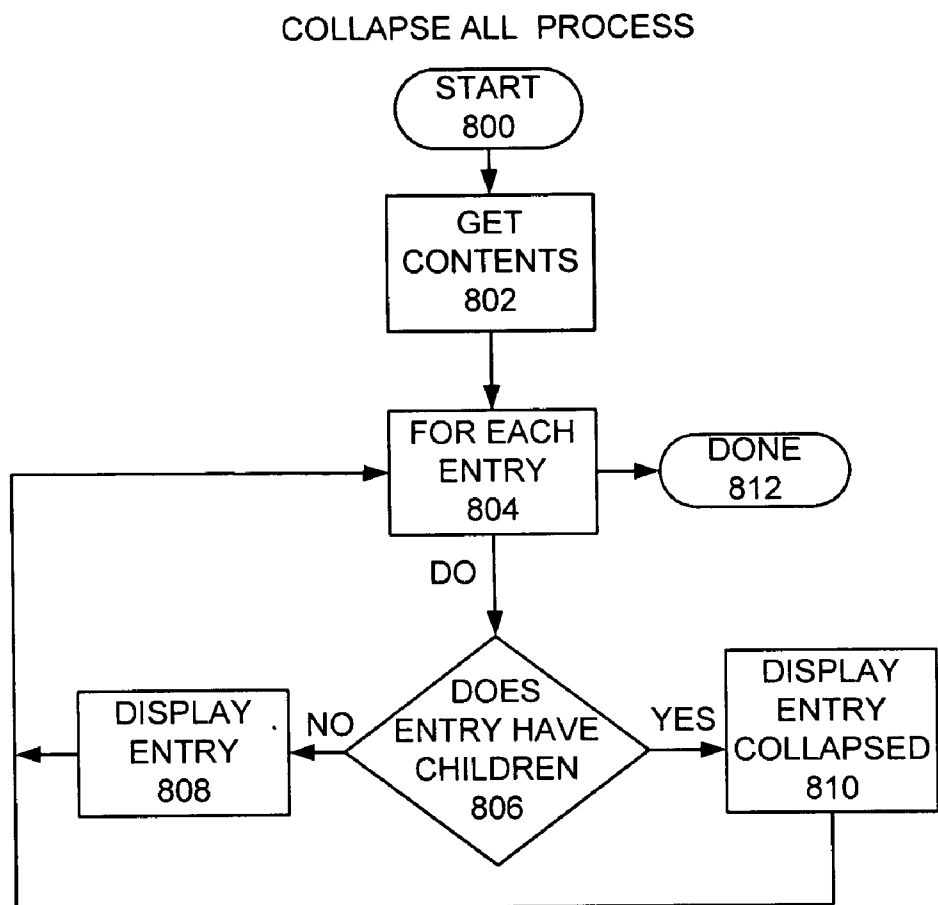 COLLAPSE ALL PROCESS
START
800
GET
CONTENTS
802
FOR EACH
ENTRY
804
DONE
812
DO
DOES
ENTRY HAVE
CHILDREN
806
NO
DISPLAY
ENTRY
808
YES
DISPLAY
ENTRY
COLLAPSED
810